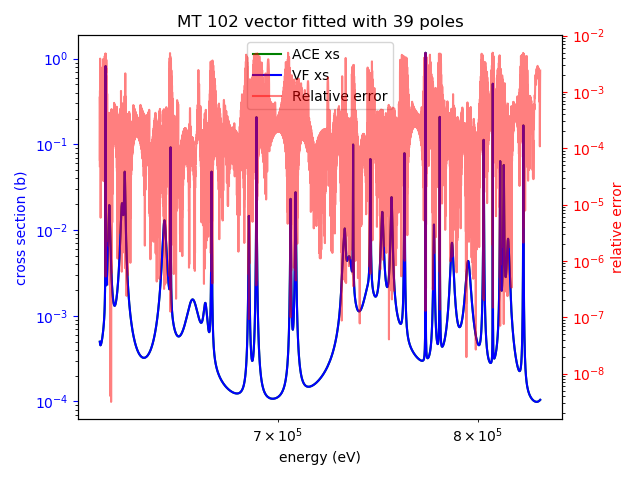 MT 102 vector fitted with 39 poles
ACE xs
VF xs
Relative error
10⁰
10⁻¹
10⁻²
10⁻³
10⁻⁴
cross section (b)
10⁻²
10⁻³
10⁻⁴
10⁻⁵
10⁻⁶
10⁻⁷
10⁻⁸
relative error
7 × 10⁵
8 × 10⁵
energy (eV)